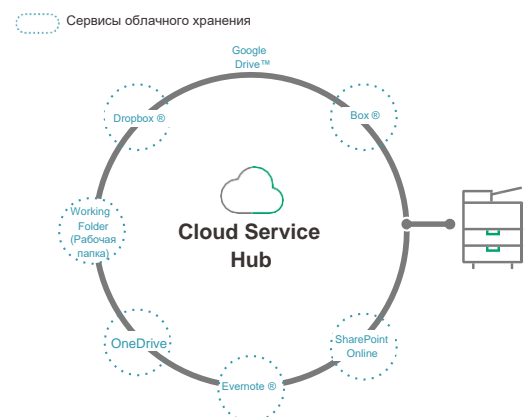 Сервисы облачного хранения
Google
Drive™
Dropbox ®
Box ®
Working
Folder
(Рабочая
папка)
Cloud Service
Hub
OneDrive
SharePoint
Online
Evernote ®